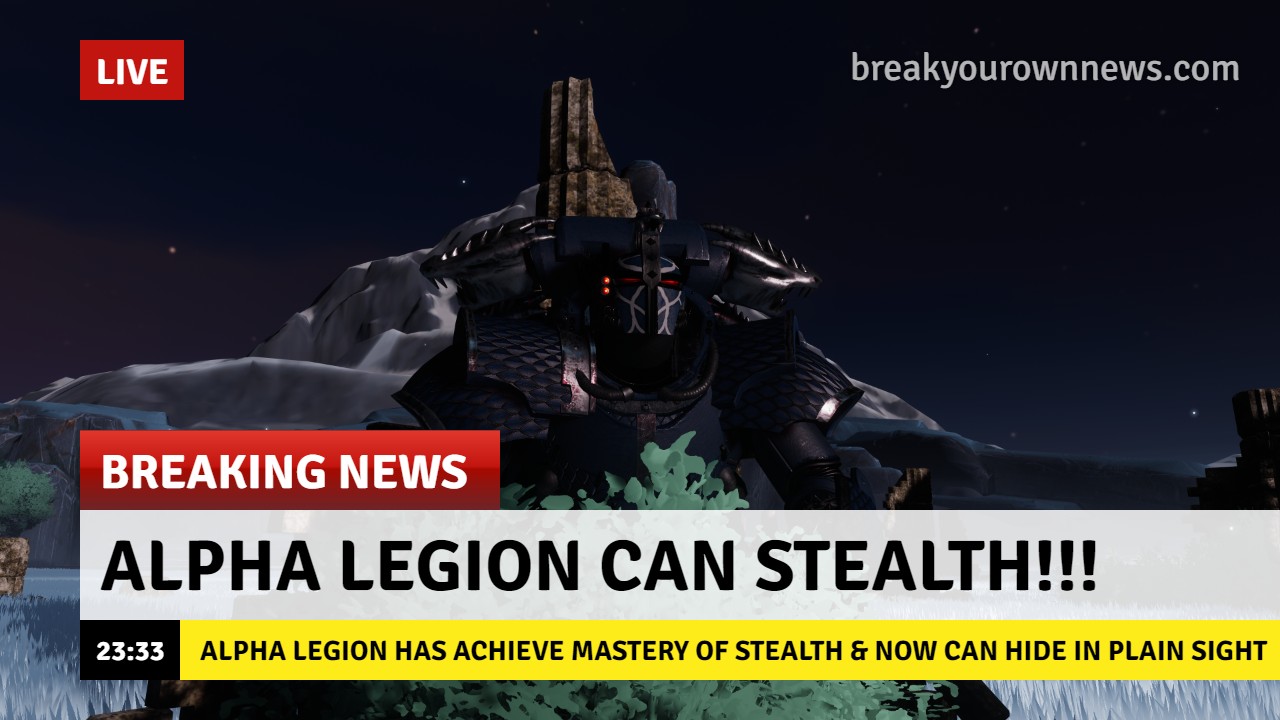 LIVE
breakyourownnews.com
BREAKING NEWS
ALPHA LEGION CAN STEALTH!!!
23:33
ALPHA LEGION HAS ACHIEVE MASTERY OF STEALTH & NOW CAN HIDE IN PLAIN SIGHT